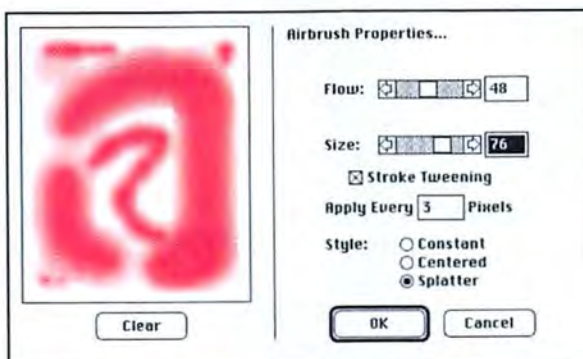 Airbrush Properties...
Flow: 48
Size: 76
Stroke Tweening
Apply Every 3 Pixels
Style: Constant
Centered
Splatter
Clear
OK Cancel